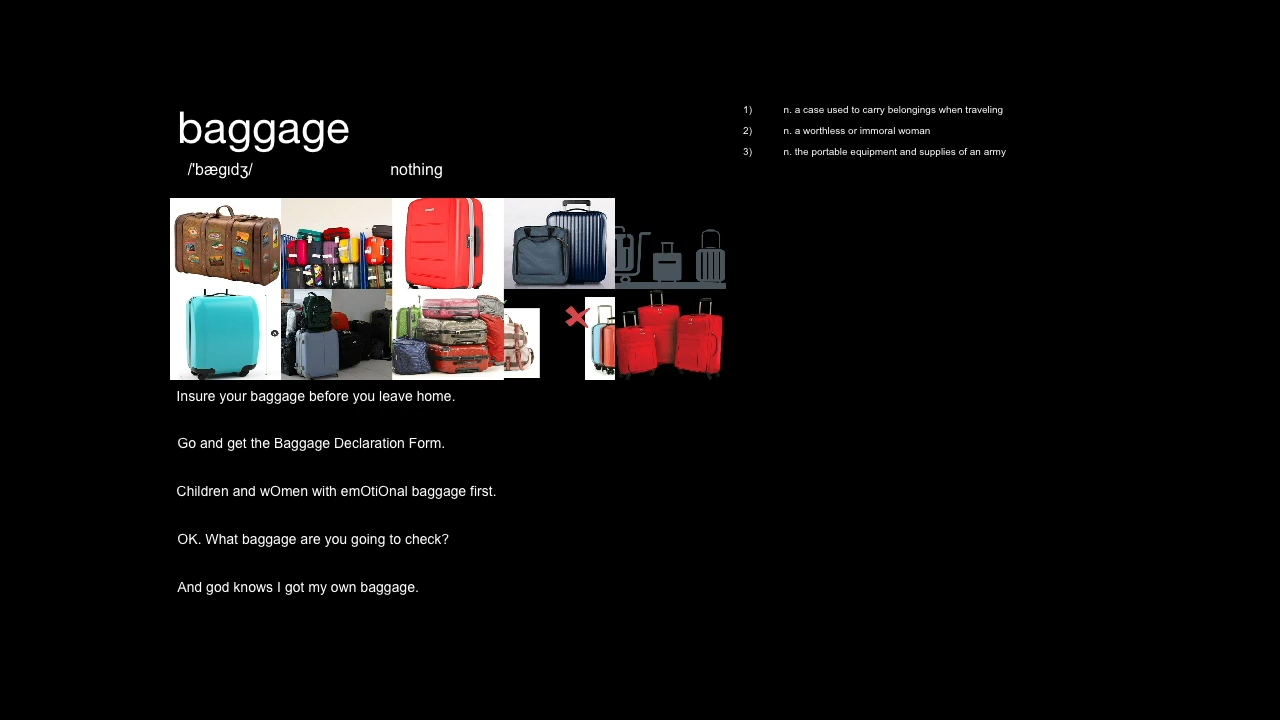 baggage
/'bægɪdʒ/
nothing
1) n. a case used to carry belongings when traveling
2) n. a worthless or immoral woman
3) n. the portable equipment and supplies of an army
Insure your baggage before you leave home.
Go and get the Baggage Declaration Form.
Children and wOmen with emOtiOnal baggage first.
OK. What baggage are you going to check?
And god knows I got my own baggage.